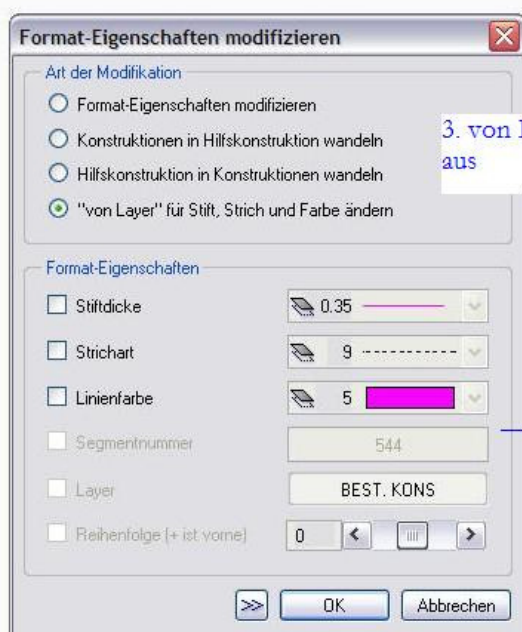 Format-Eigenschaften modifizieren
Art der Modifikation
Format-Eigenschaften modifizieren
Konstruktionen in Hilfskonstruktion wandeln
Hilfskonstruktion in Konstruktionen wandeln
"von Layer" für Stift, Strich und Farbe ändern
3. von
aus
Format-Eigenschaften
Stiftdicke 0.35
Strichart 9
Linienfarbe 5
Segmentnummer 544
Layer BEST. KONS
Reihenfolge (+ ist vorne) 0
>> OK Abbrechen